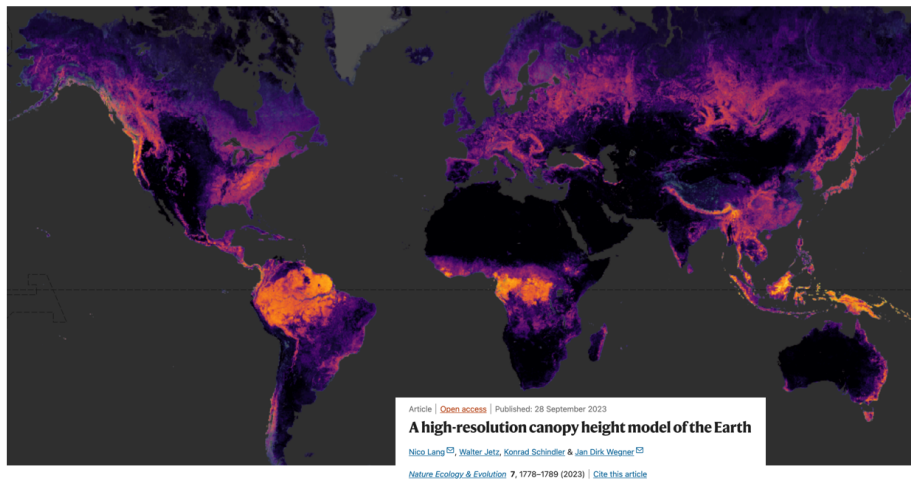 Article | Open access | Published: 28 September 2023
A high-resolution canopy height model of the Earth
Nico Lang, Walter Jetz, Konrad Schindler & Jan Dirk Wegner
Nature Ecology & Evolution 7, 1778–1789 (2023) | Cite this article